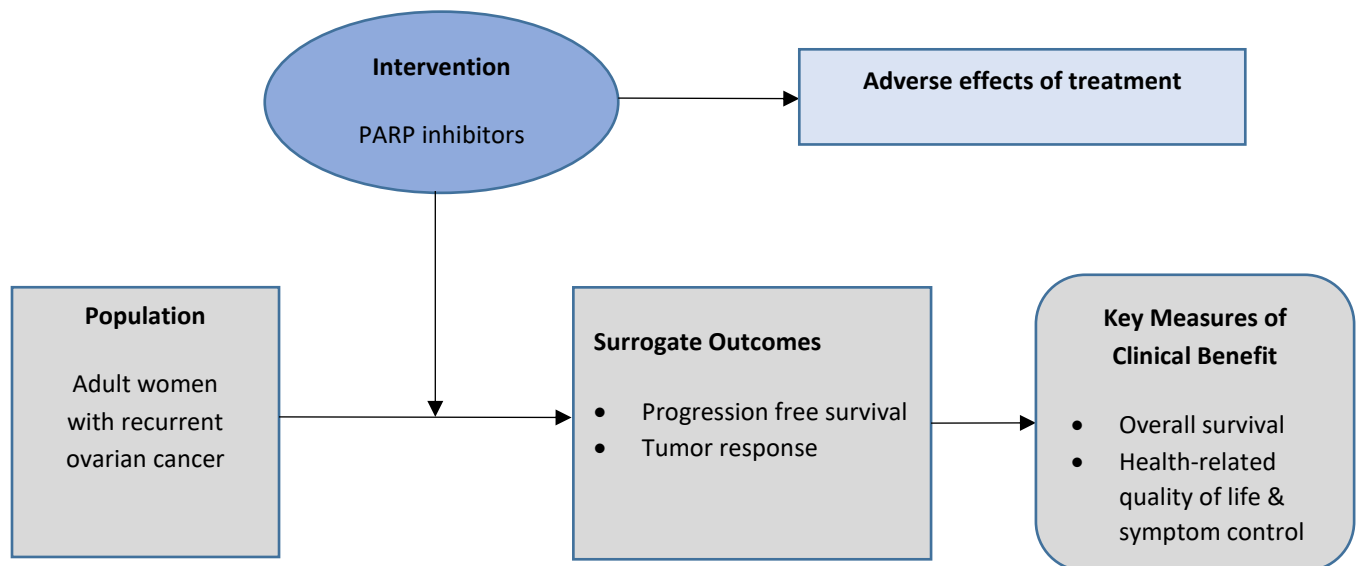 Intervention
PARP inhibitors
Adverse effects of treatment
Population
Adult women
with recurrent
ovarian cancer
Surrogate Outcomes
• Progression free survival
• Tumor response
Key Measures of
Clinical Benefit
• Overall survival
• Health-related
quality of life &
symptom control